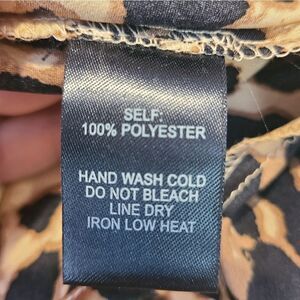 SELF:
100% POLYESTER
HAND WASH COLD
DO NOT BLEACH
LINE DRY
IRON LOW HEAT